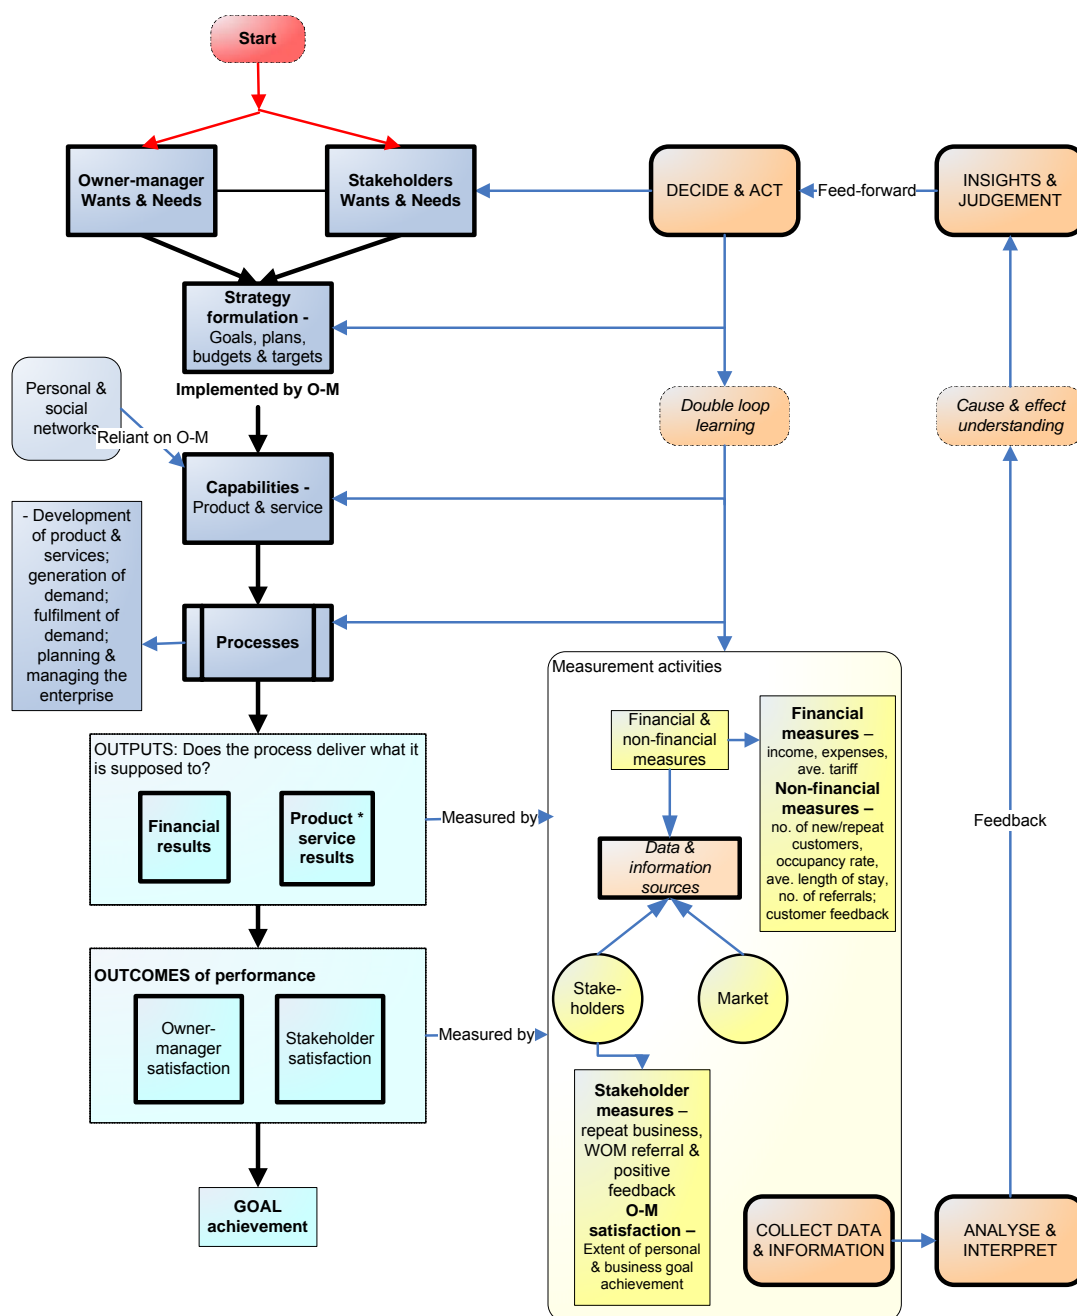 Start
Owner-manager
Wants & Needs
Stakeholders
Wants & Needs
DECIDE & ACT
Feed-forward
INSIGHTS &
JUDGEMENT
Strategy
formulation -
Goals, plans,
budgets & targets
Implemented by O-M
Personal &
social
networks
Reliant on O-M
Double loop
learning
Cause & effect
understanding
Capabilities -
Product & service
- Development
of product &
services;
generation of
demand;
fulfilment of
demand;
planning &
managing the
enterprise
Processes
Measurement activities
Financial &
non-financial
measures
Financial
measures –
income, expenses,
ave. tariff
Non-financial
measures –
no. of new/repeat
customers,
occupancy rate,
ave. length of stay,
no. of referrals;
customer feedback
OUTPUTS: Does the process deliver what it
is supposed to?
Financial
results
Product *
service
results
Measured by
Data &
information
sources
Feedback
OUTCOMES of performance
Owner-
manager
satisfaction
Stakeholder
satisfaction
Measured by
Stake-
holders
Market
Stakeholder
measures –
repeat business,
WOM referral &
positive
feedback
O-M
satisfaction –
Extent of personal
& business goal
achievement
GOAL
achievement
COLLECT DATA
& INFORMATION
ANALYSE &
INTERPRET